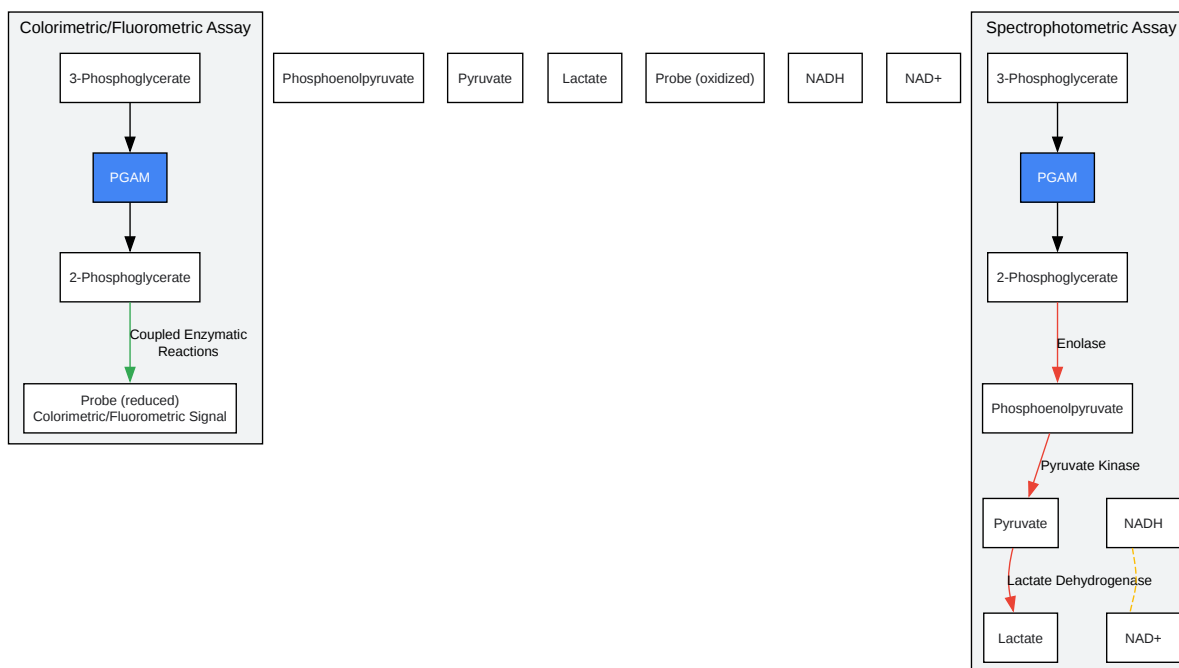 Colorimetric/Fluorometric Assay
3-Phosphoglycerate
PGAM
2-Phosphoglycerate
Coupled Enzymatic
Reactions
Probe (reduced)
Colorimetric/Fluorometric Signal
Phosphoenolpyruvate
Pyruvate
Lactate
Probe (oxidized)
NADH
NAD+
Spectrophotometric Assay
3-Phosphoglycerate
PGAM
2-Phosphoglycerate
Enolase
Phosphoenolpyruvate
Pyruvate Kinase
Pyruvate
NADH
Lactate Dehydrogenase
Lactate
NAD+